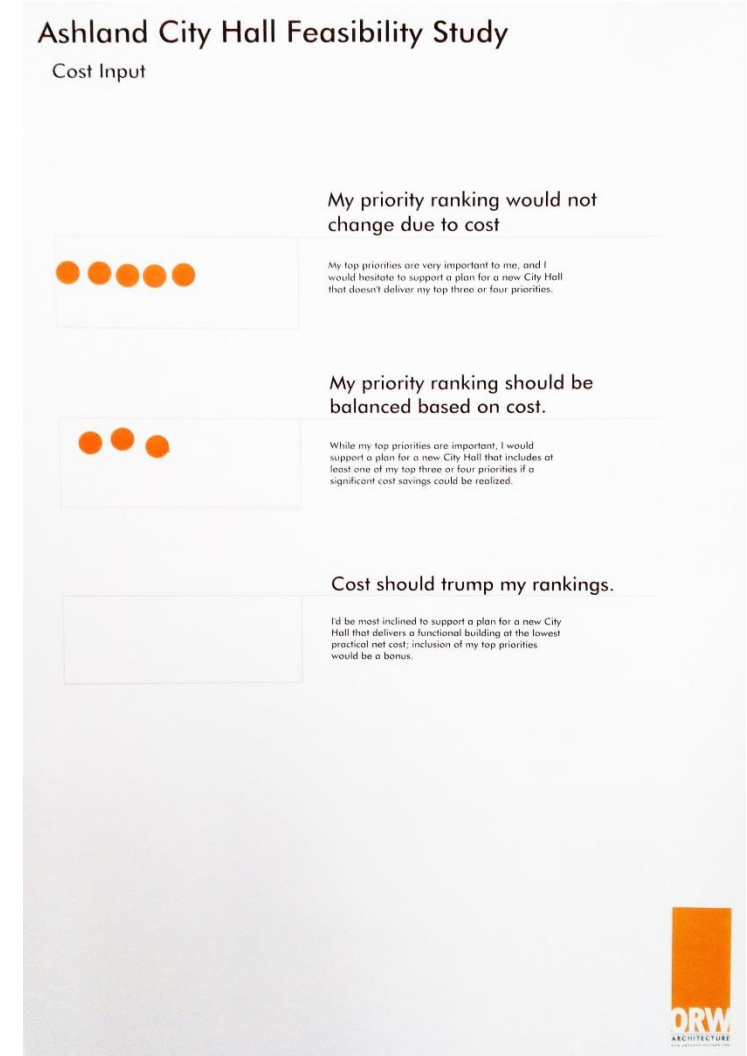 Ashland City Hall Feasibility Study
Cost Input
My priority ranking would not
change due to cost
My top priorities are very important to me, and I
would hesitate to support a plan for a new City Hall
that doesn't deliver my top three or four priorities.
My priority ranking should be
balanced based on cost.
While my top priorities are important, I would
support a plan for a new City Hall that includes at
least one of my top three or four priorities if a
significant cost savings could be realized.
Cost should trump my rankings.
I'd be most inclined to support a plan for a new City
Hall that delivers a functional building at the lowest
practical net cost; inclusion of my top priorities
would be a bonus.
ORW
ARCHITECTURE